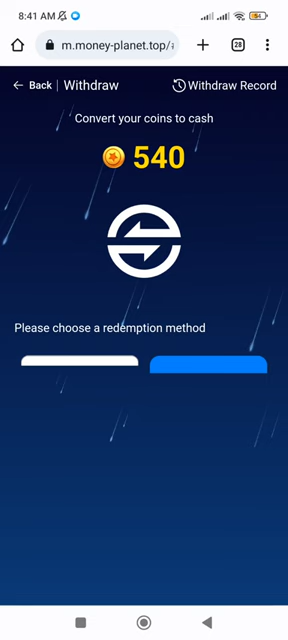 8:41 AM
54
m.money-planet.top/
28
Back | Withdraw
Withdraw Record
Convert your coins to cash
540
Please choose a redemption method